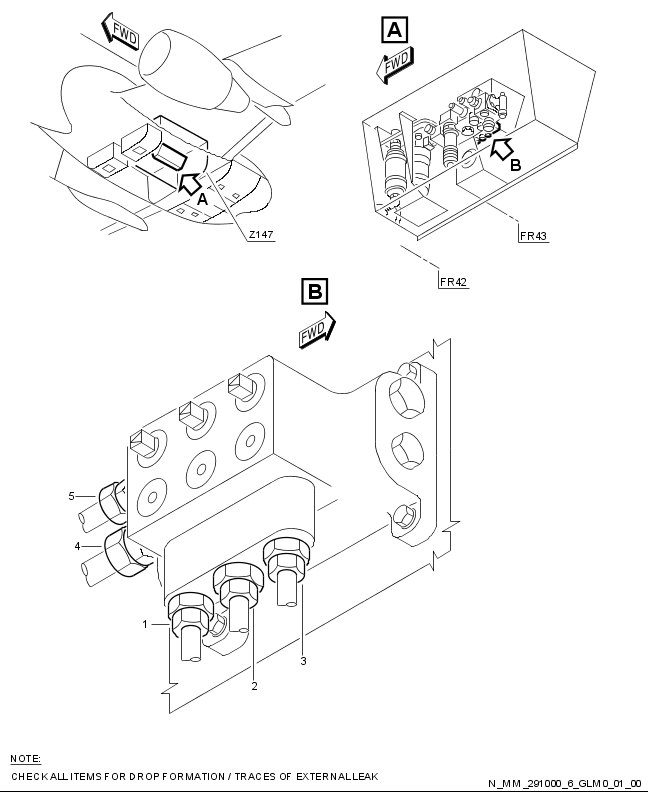 FWD
A
FWD
A
B
Z147
FR43
FR42
B
FWD
5
4
1
3
2
NOTE:
CHECK ALL ITEMS FOR DROP FORMATION / TRACES OF EXTERNAL LEAK
N_MM_291000_6_GLM0_01_00